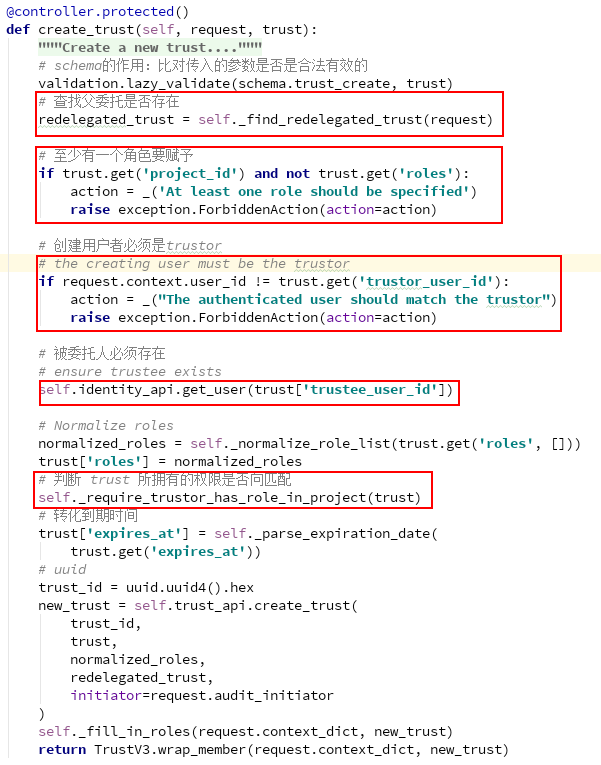 @controller.protected()
def create_trust(self, request, trust):
    """Create a new trust...."""
    # schema的作用：比对传入的参数是否是合法有效的
    validation.lazy_validate(schema.trust_create, trust)
    # 查找父委托是否存在
    redelegated_trust = self._find_redelegated_trust(request)
    # 至少有一个角色要赋予
    if trust.get('project_id') and not trust.get('roles'):
        action = _('At least one role should be specified')
        raise exception.ForbiddenAction(action=action)
    # 创建用户者必须是trustor
    # the creating user must be the trustor
    if request.context.user_id != trust.get('trustor_user_id'):
        action = _("The authenticated user should match the trustor")
        raise exception.ForbiddenAction(action=action)
    # 被委托人必须存在
    # ensure trustee exists
    self.identity_api.get_user(trust['trustee_user_id'])
    # Normalize roles
    normalized_roles = self._normalize_role_list(trust.get('roles', []))
    trust['roles'] = normalized_roles
    # 判断 trust 所拥有的权限是否向匹配
    self._require_trustor_has_role_in_project(trust)
    # 转化到期时间
    trust['expires_at'] = self._parse_expiration_date(
        trust.get('expires_at'))
    # uuid
    trust_id = uuid.uuid4().hex
    new_trust = self.trust_api.create_trust(
        trust_id,
        trust,
        normalized_roles,
        redelegated_trust,
        initiator=request.audit_initiator
    )
    self._fill_in_roles(request.context_dict, new_trust)
    return TrustV3.wrap_member(request.context_dict, new_trust)